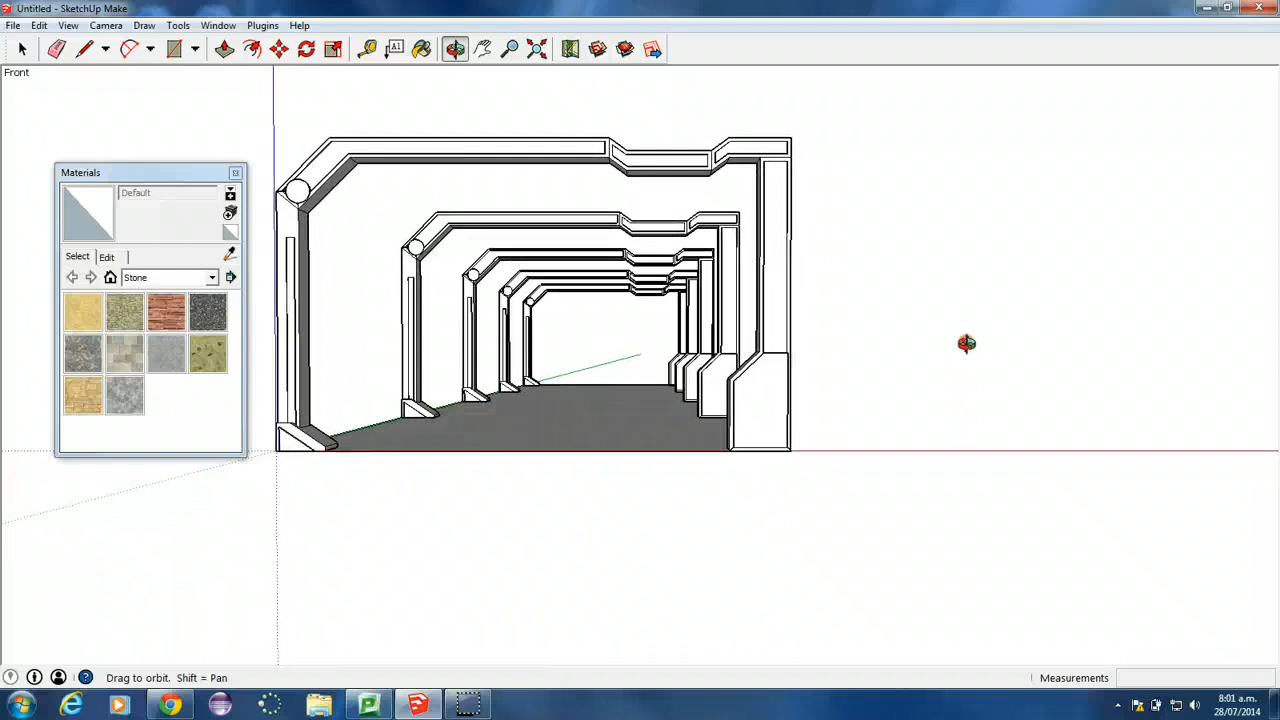 Untitled - SketchUp Make
File Edit View Camera Draw Tools Window Plugins Help
A1
Front
Materials
Default
Select Edit
Stone
Drag to orbit. Shift = Pan
Measurements
8:01 a.m.
28/07/2014